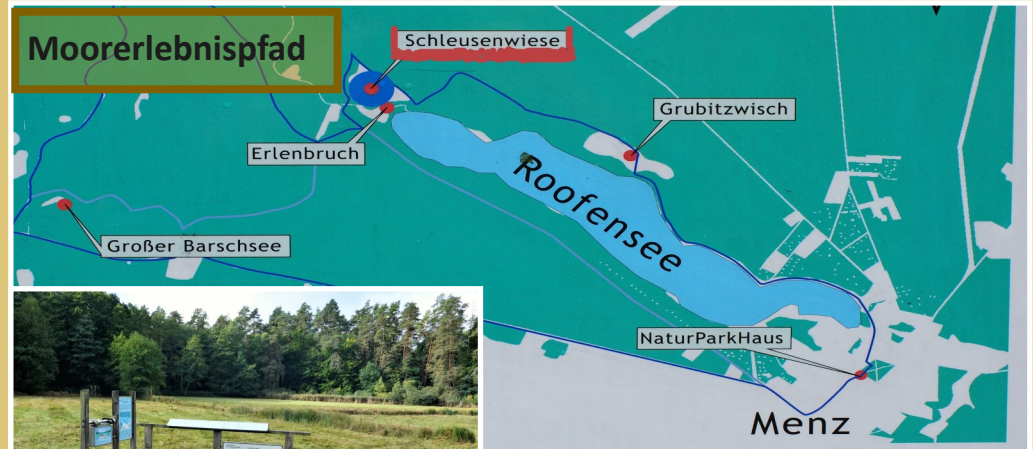 Moorerlebnispfad
Schleusenwiese
Grubitzwisch
Erlenbruch
Roofensee
Großer Barschsee
NaturParkHaus
Menz